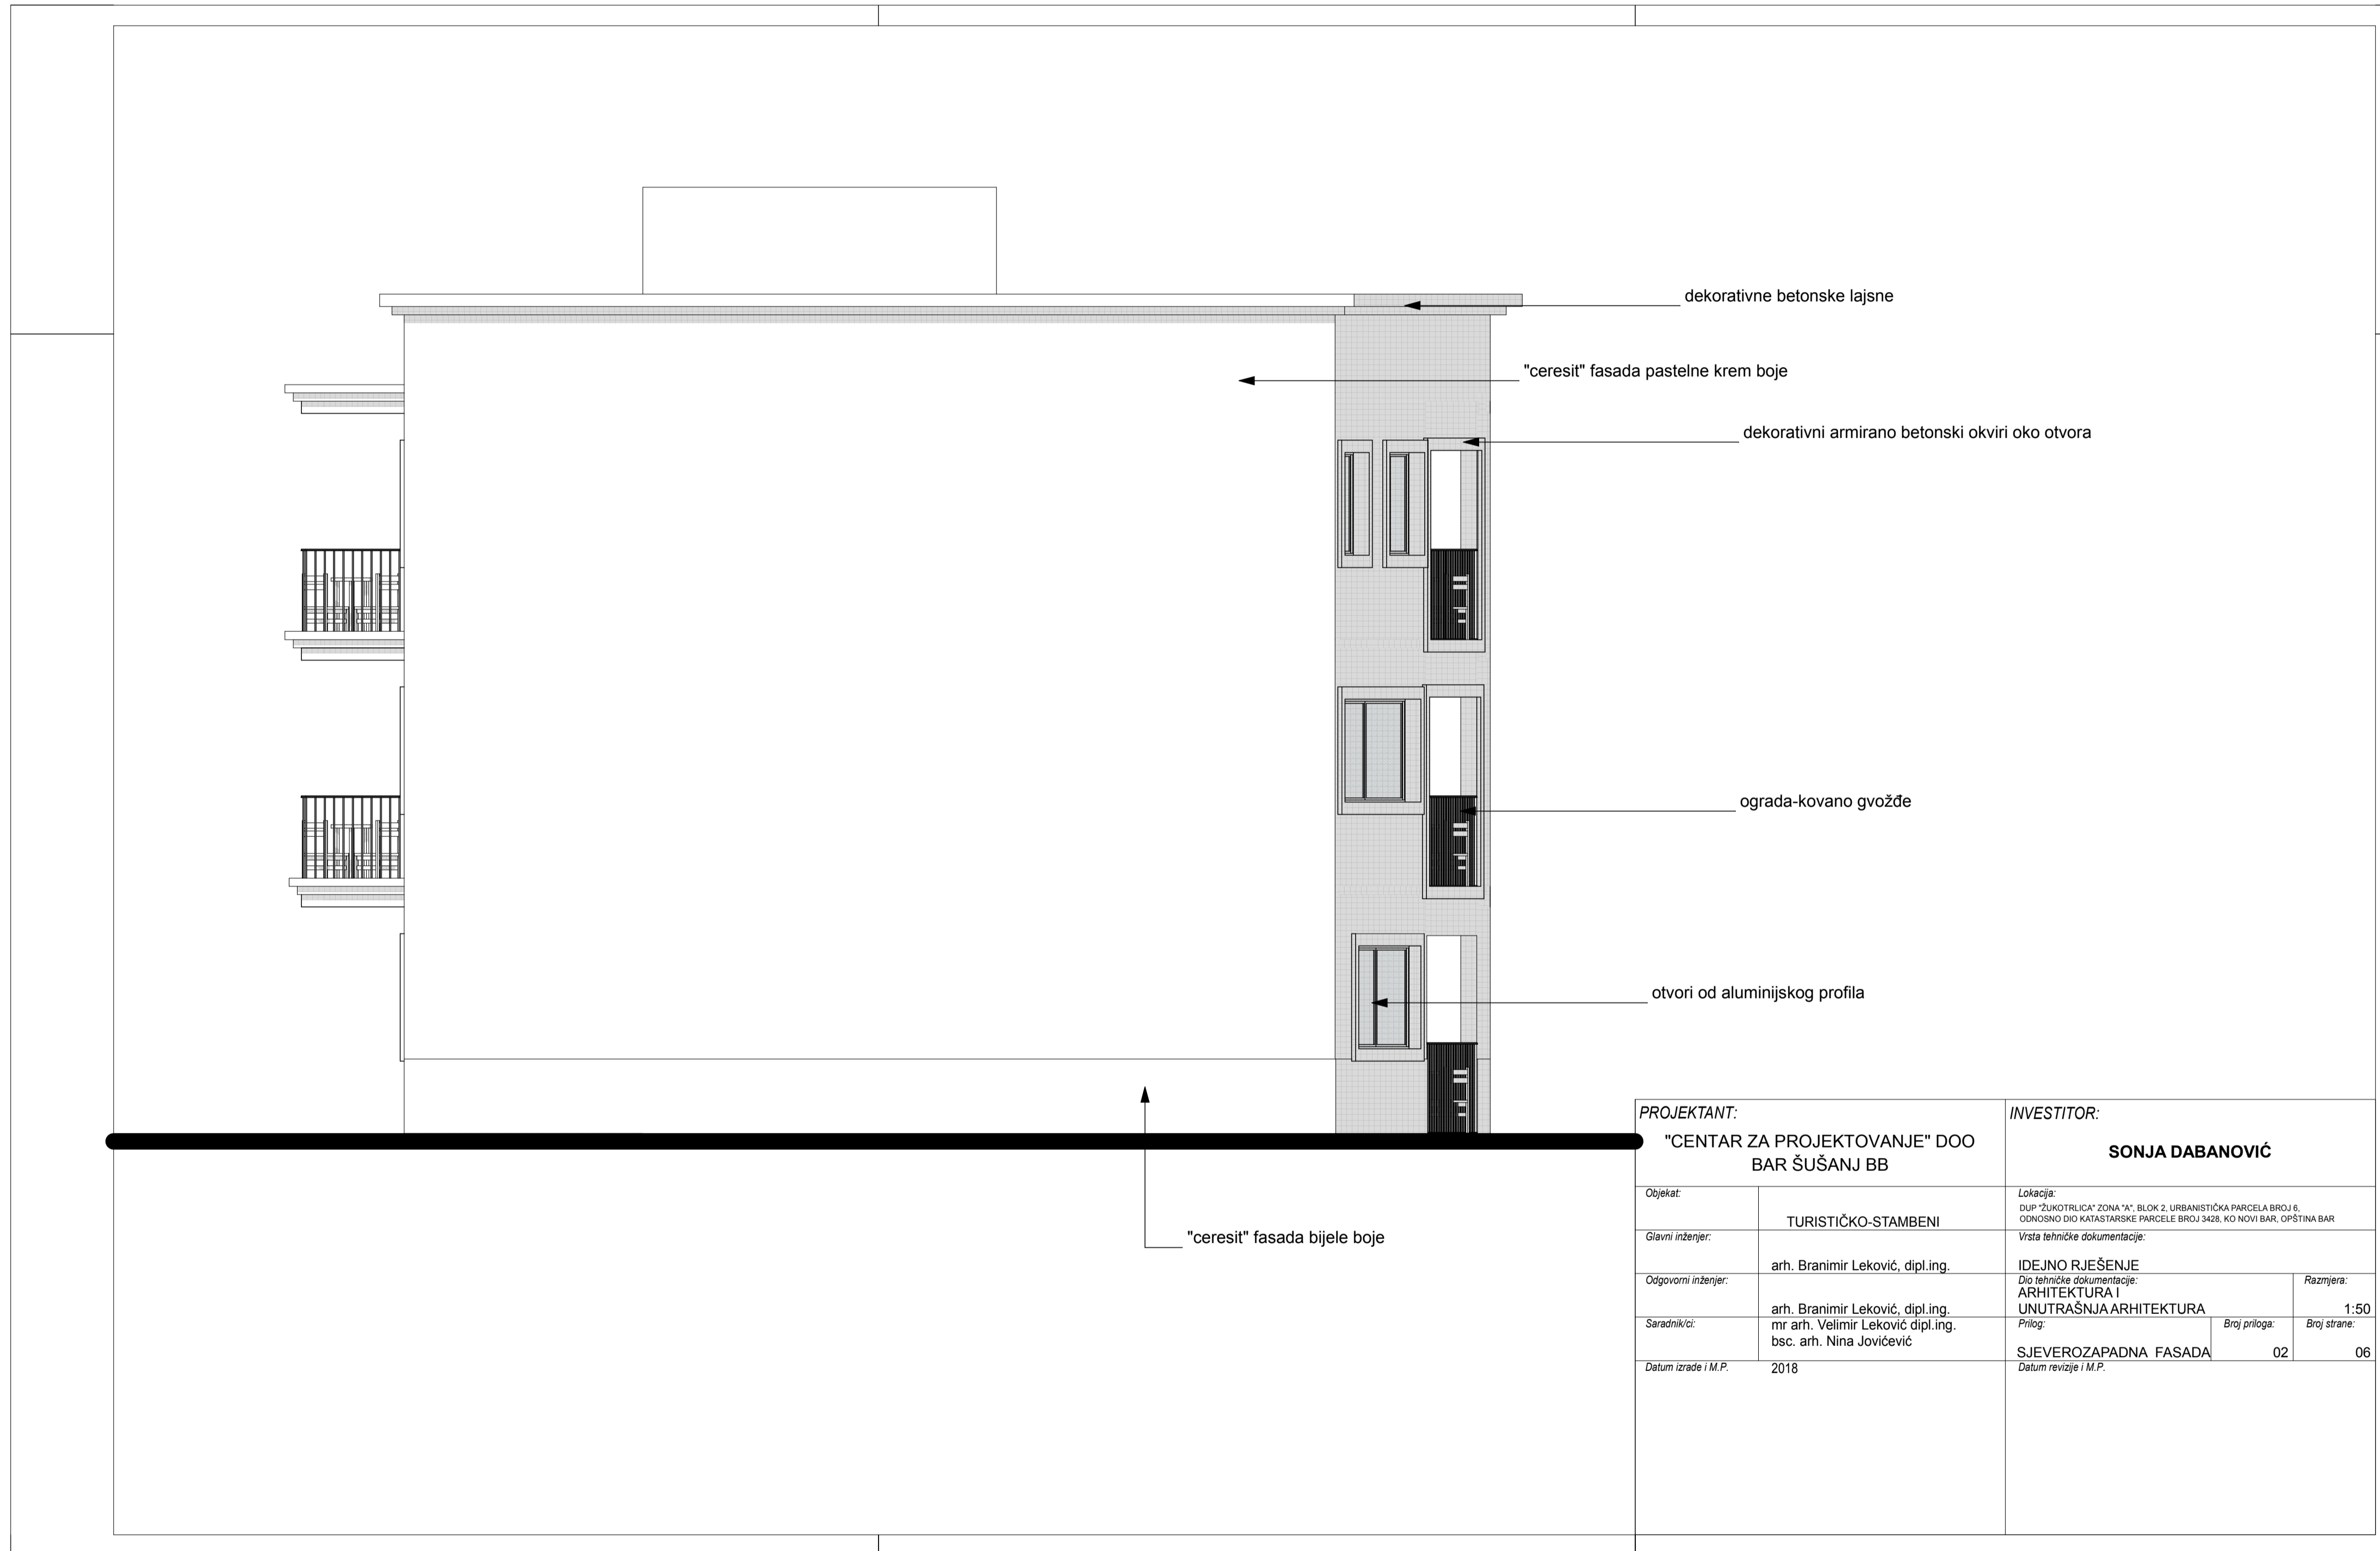 dekorativne betonske lajsne
"ceresit" fasada pastelne krem boje
dekorativni armirano betonski okviri oko otvora
ograda-kovano gvožđe
otvori od aluminijskog profila
"ceresit" fasada bijele boje
PROJEKTANT:
"CENTAR ZA PROJEKTOVANJE" DOO
BAR ŠUŠANJ BB
INVESTITOR:
SONJA DABANOVIĆ
Objekat:
TURISTIČKO-STAMBENI
Lokacija:
DUP "ŽUKOTRLICA" ZONA "A", BLOK 2, URBANISTIČKA PARCELA BROJ 6,
ODNOSNO DIO KATASTARSKE PARCELE BROJ 3428, KO NOVI BAR, OPŠTINA BAR
Glavni inženjer:
arh. Branimir Leković, dipl.ing.
Vrsta tehničke dokumentacije:
IDEJNO RJEŠENJE
Odgovorni inženjer:
arh. Branimir Leković, dipl.ing.
Dio tehničke dokumentacije:
ARHITEKTURA I
UNUTRAŠNJA ARHITEKTURA
Razmjera:
1:50
Saradnik/ci:
mr arh. Velimir Leković dipl.ing.
bsc. arh. Nina Jovićević
Prilog:
SJEVEROZAPADNA FASADA
Broj priloga:
02
Broj strane:
06
Datum izrade i M.P.
2018
Datum revizije i M.P.